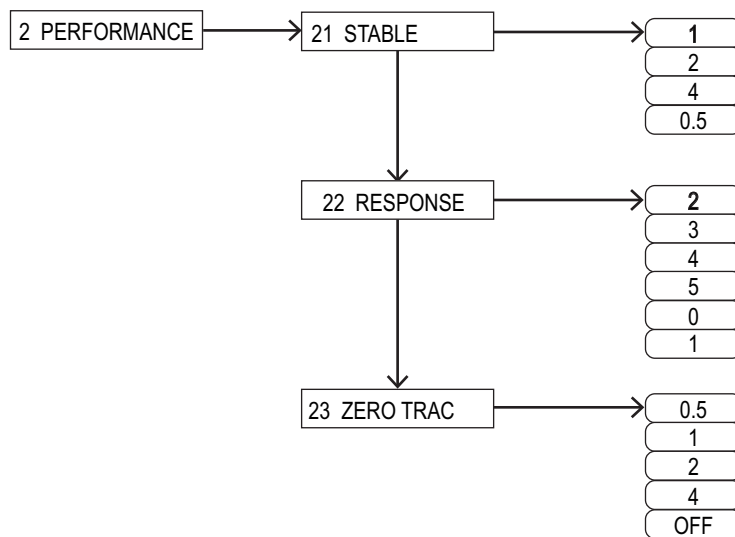 2 PERFORMANCE
21 STABLE
1
2
4
0.5
22 RESPONSE
2
3
4
5
0
1
23 ZERO TRAC
0.5
1
2
4
OFF